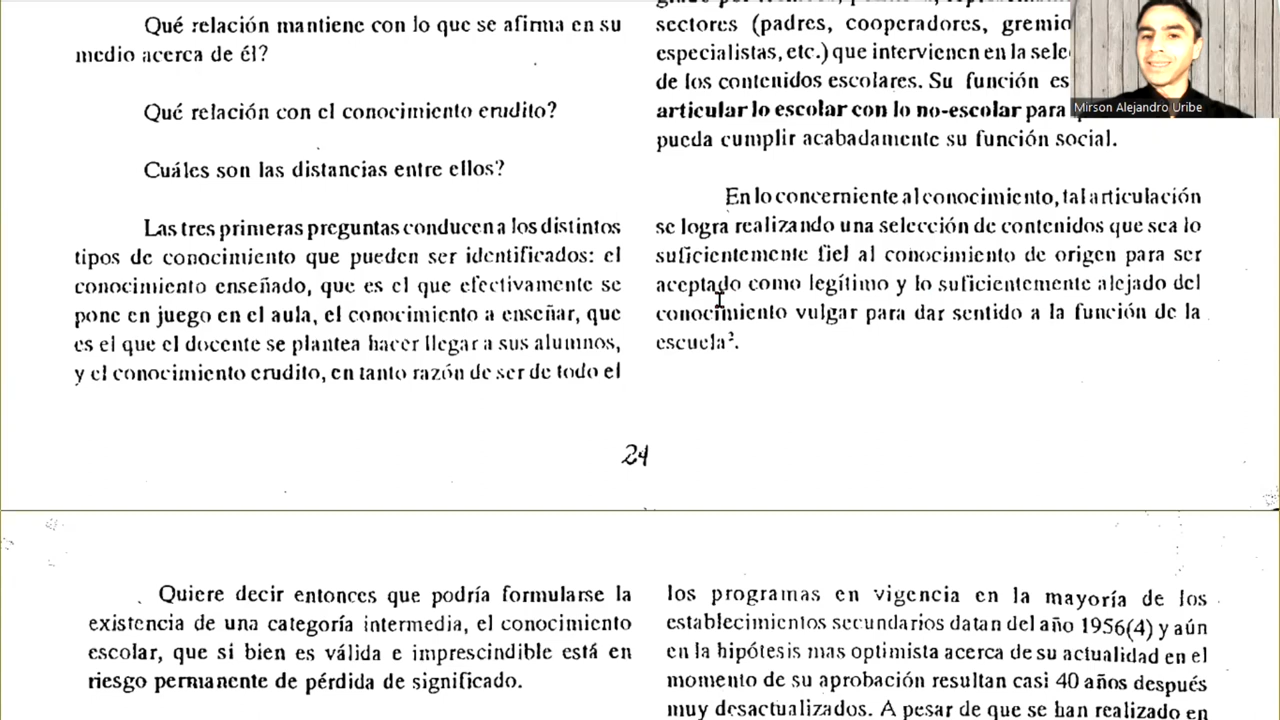 Qué relación mantiene con lo que se afirma en su
medio acerca de él?
Qué relación con el conocimiento erudito?
Cuáles son las distancias entre ellos?
Las tres primeras preguntas conducen a los distintos
tipos de conocimiento que pueden ser identificados: el
conocimiento enseñado, que es el que efectivamente se
pone en juego en el aula, el conocimiento a enseñar, que
es el que el docente se plantea hacer llegar a sus alumnos,
y el conocimiento erudito, en tanto razón de ser de todo el
sectores (padres, cooperadores, gremio
especialistas, etc.) que intervienen en la sele
de los contenidos escolares. Su función es
articular lo escolar con lo no-escolar para
pueda cumplir acabadamente su función social.
En lo concerniente al conocimiento, tal articulación
se logra realizando una selección de contenidos que sea lo
suficientemente fiel al conocimiento de origen para ser
aceptado como legítimo y lo suficientemente alejado del
conocimiento vulgar para dar sentido a la función de la
escuela³.
Mirson Alejandro Uribe
24
Quiere decir entonces que podría formularse la
existencia de una categoría intermedia, el conocimiento
escolar, que si bien es válida e imprescindible está en
riesgo permanente de pérdida de significado.
los programas en vigencia en la mayoría de los
establecimientos secundarios datan del año 1956(4) y aún
en la hipótesis mas optimista acerca de su actualidad en el
momento de su aprobación resultan casi 40 años después
muy desactualizados. A pesar de que se han realizado en